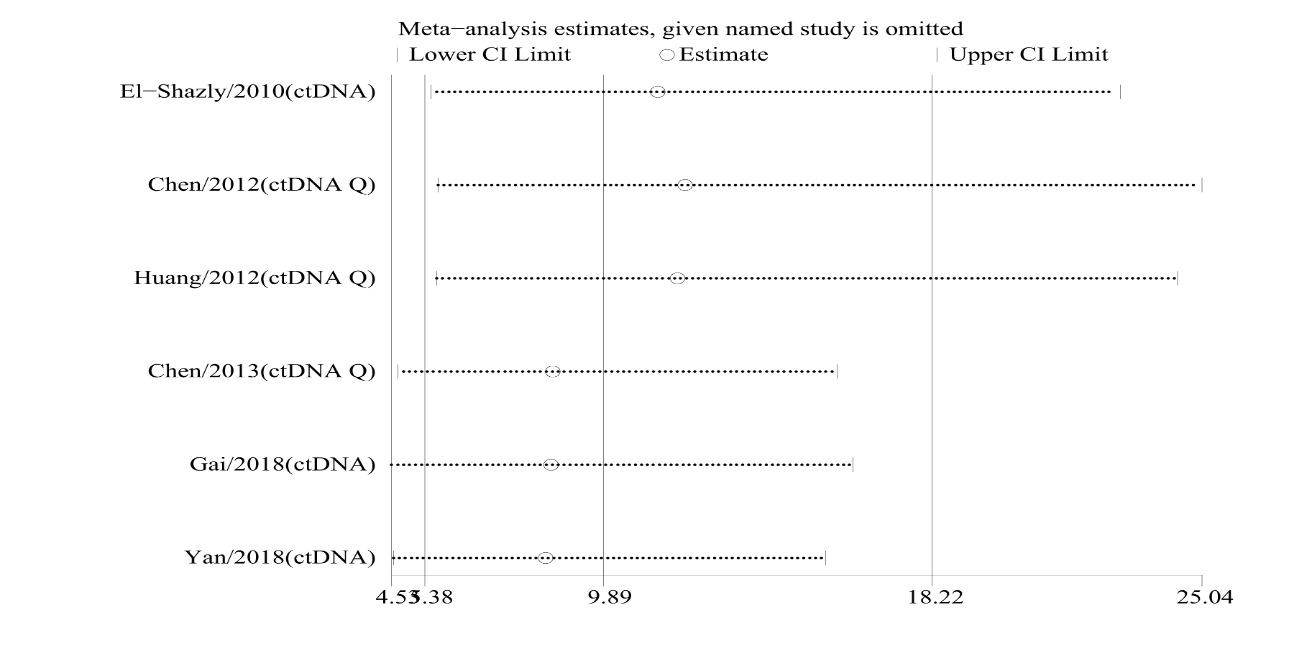 Meta−analysis estimates, given named study is omitted
Lower CI Limit Estimate Upper CI Limit
El−Shazly/2010(ctDNA)
Chen/2012(ctDNA Q)
Huang/2012(ctDNA Q)
Chen/2013(ctDNA Q)
Gai/2018(ctDNA)
Yan/2018(ctDNA)
4.53 5.38 9.89 18.22 25.04